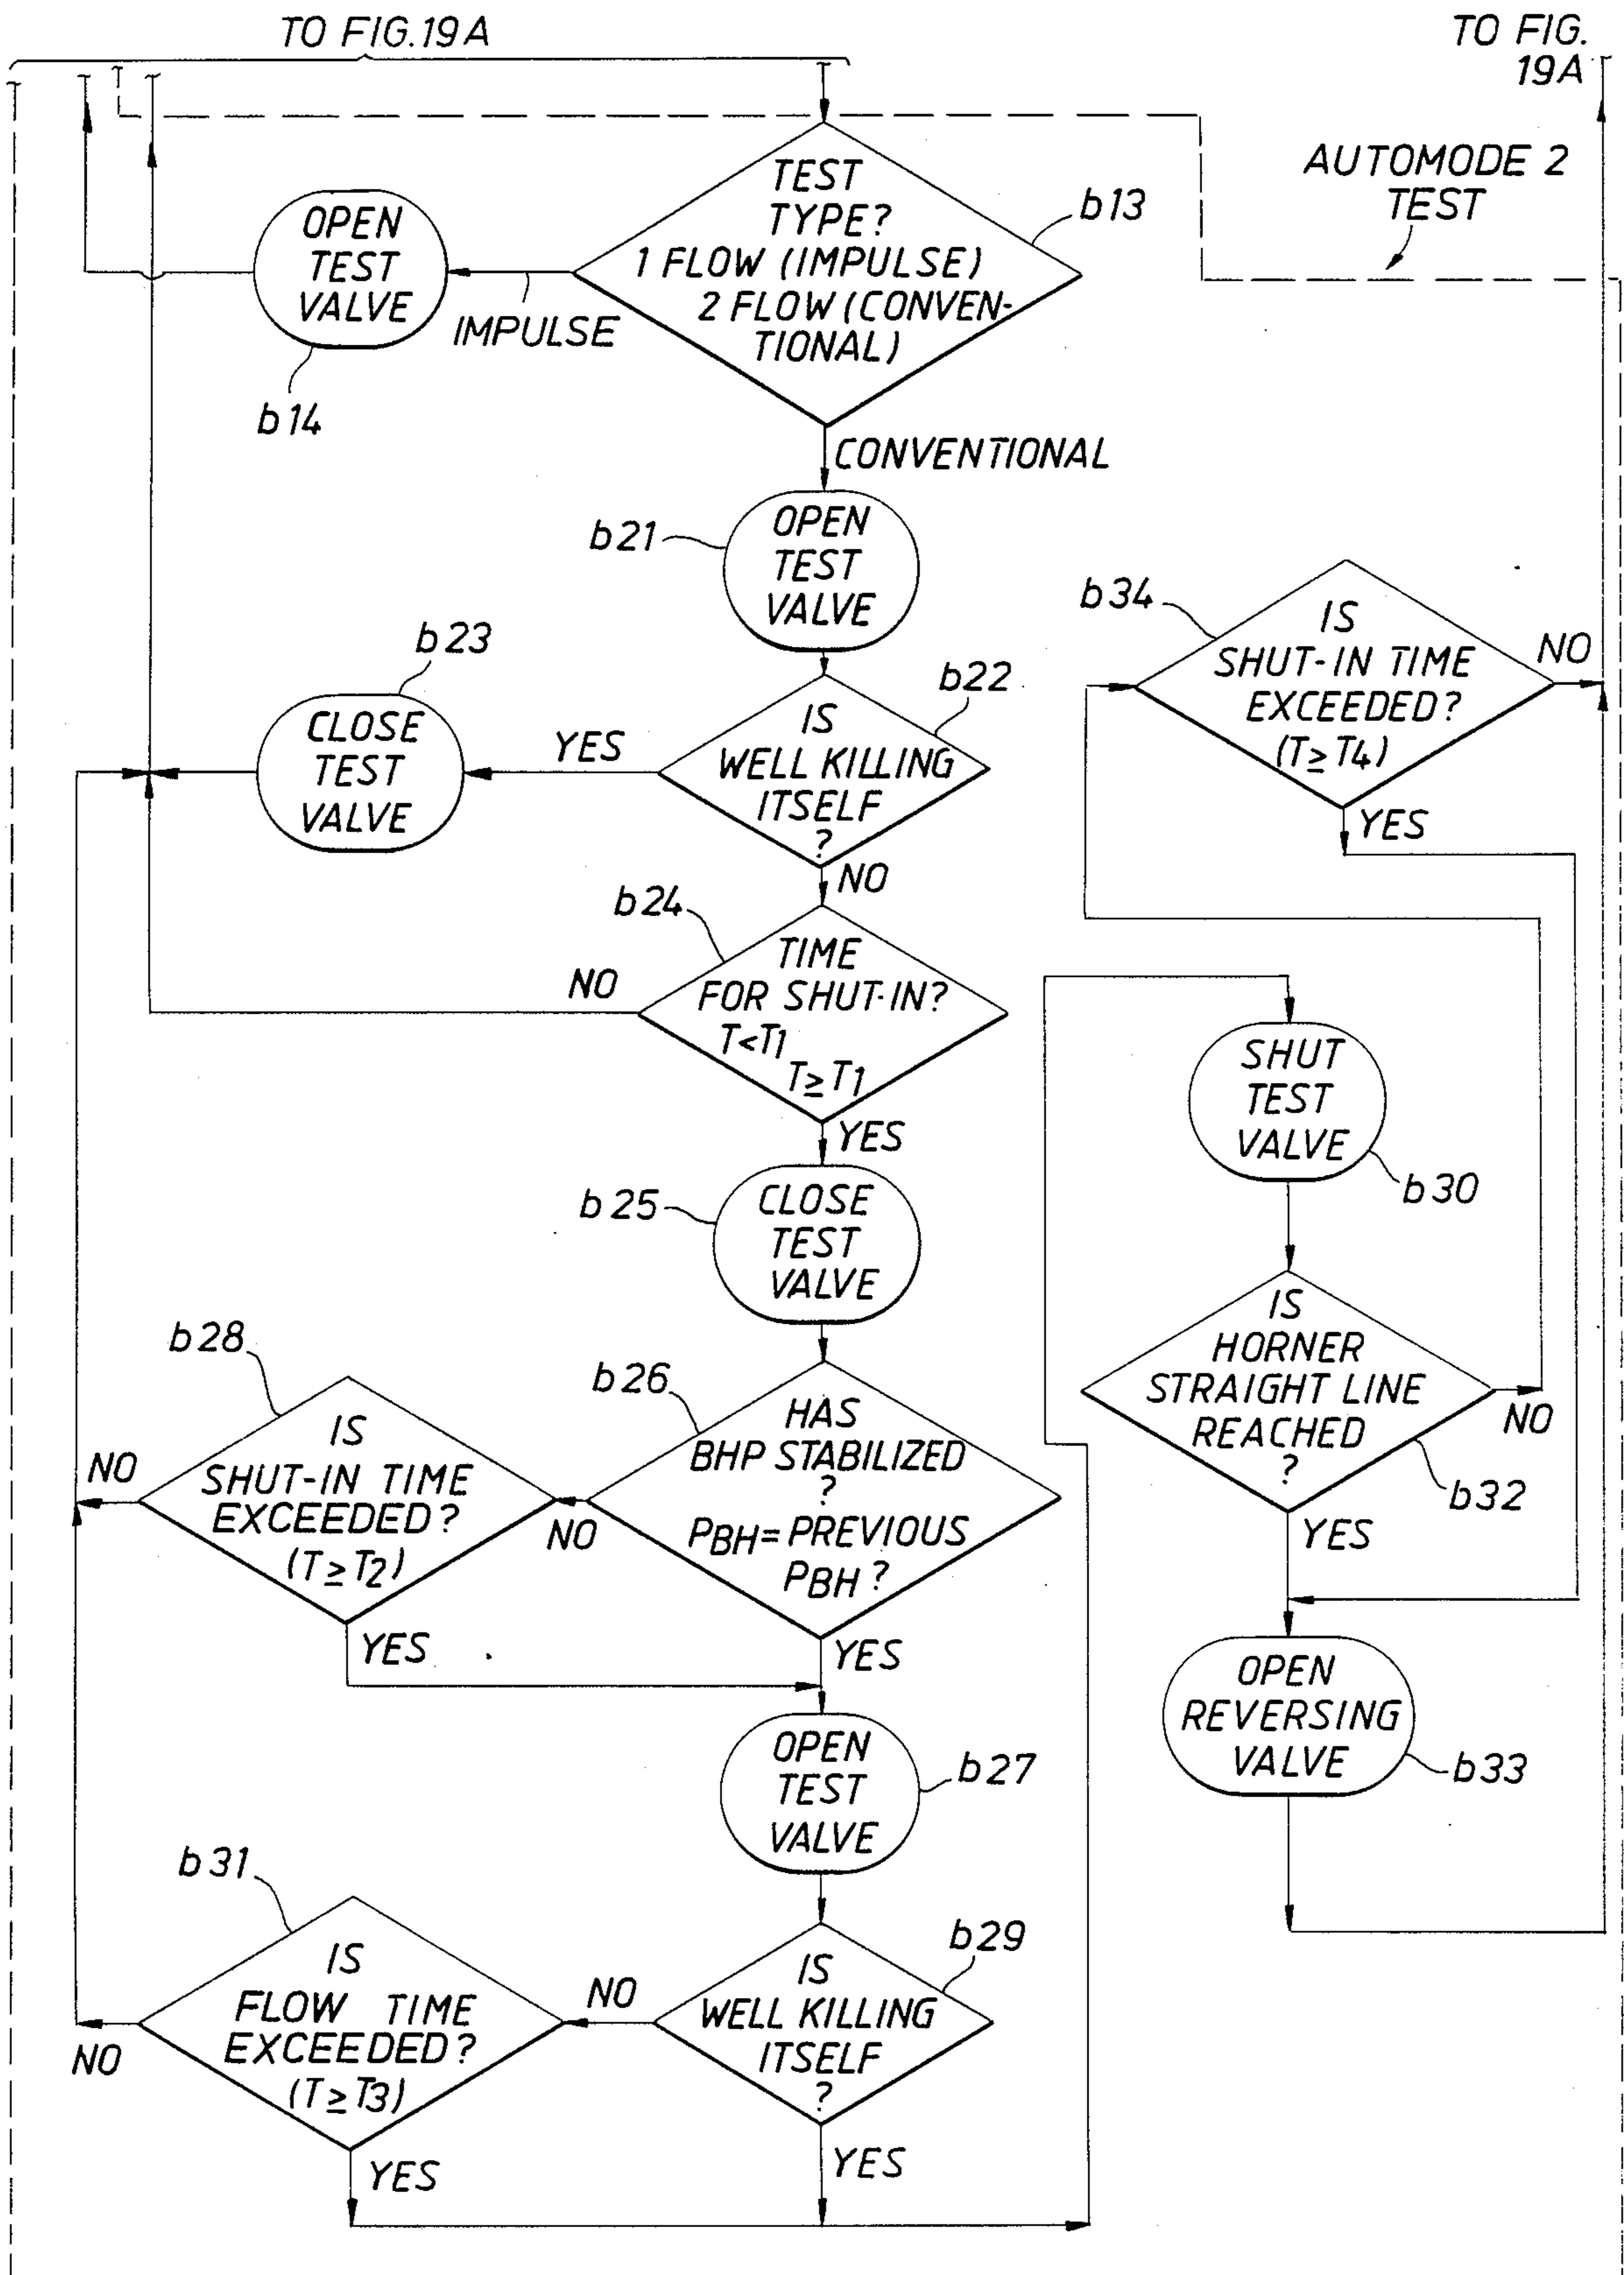 TO FIG.19A
TO FIG.
19A
AUTOMODE 2
TEST
TEST
TYPE?
1 FLOW (IMPULSE)
2 FLOW (CONVEN-
TIONAL)
b13
OPEN
TEST
VALVE
IMPULSE
b14
CONVENTIONAL
b21
OPEN
TEST
VALVE
b23
CLOSE
TEST
VALVE
YES
b22
IS
WELL KILLING
ITSELF
?
NO
b24
TIME
FOR SHUT-IN?
T<T1
T≥T1
NO
YES
b25
CLOSE
TEST
VALVE
b28
IS
SHUT-IN TIME
EXCEEDED?
(T≥T2)
NO
YES
b26
HAS
BHP STABILIZED
?
PBH=PREVIOUS
PBH?
NO
YES
OPEN
TEST
VALVE
b27
b31
IS
FLOW TIME
EXCEEDED?
(T≥T3)
NO
YES
b29
IS
WELL KILLING
ITSELF
?
NO
YES
b34
IS
SHUT-IN TIME
EXCEEDED?
(T≥T4)
NO
YES
SHUT
TEST
VALVE
b30
IS
HORNER
STRAIGHT LINE
REACHED
?
NO
b32
YES
OPEN
REVERSING
VALVE
b33